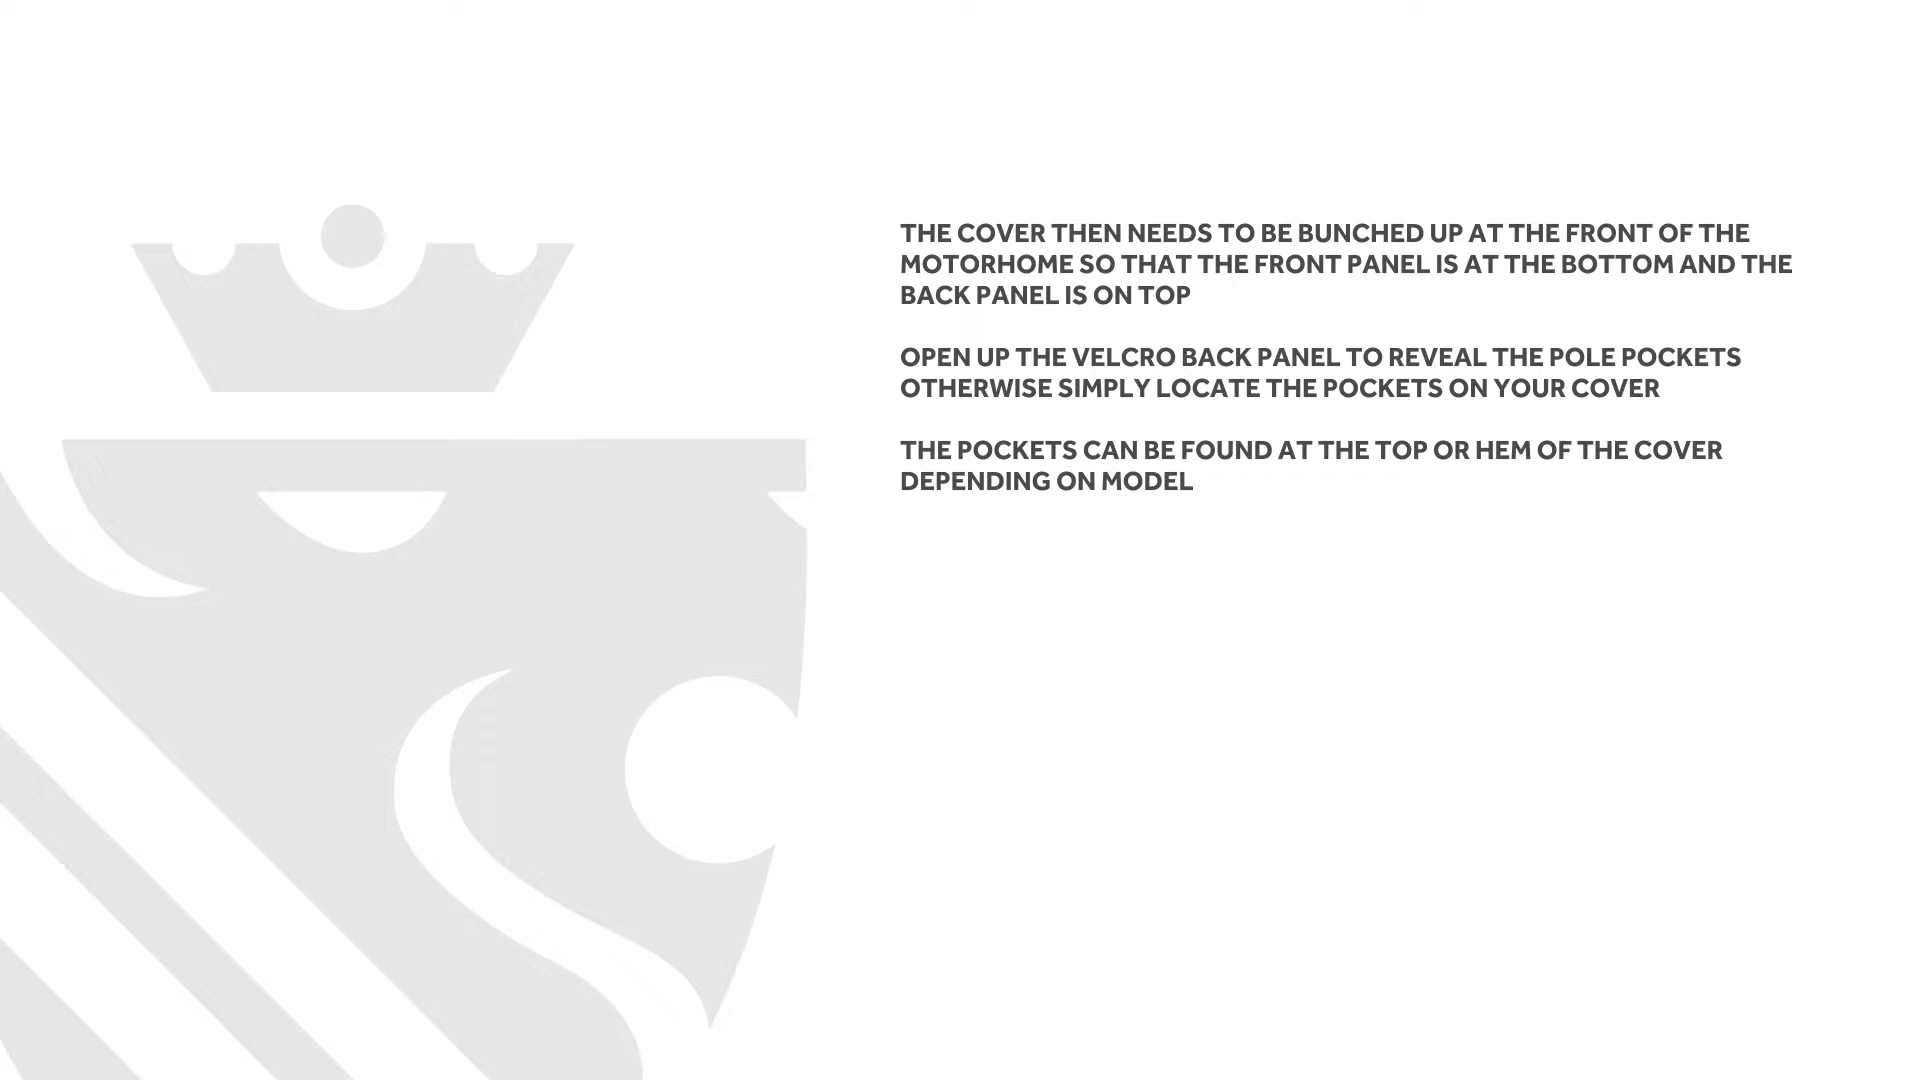 THE COVER THEN NEEDS TO BE BUNCHED UP AT THE FRONT OF THE
MOTORHOME SO THAT THE FRONT PANEL IS AT THE BOTTOM AND THE
BACK PANEL IS ON TOP
OPEN UP THE VELCRO BACK PANEL TO REVEAL THE POLE POCKETS
OTHERWISE SIMPLY LOCATE THE POCKETS ON YOUR COVER
THE POCKETS CAN BE FOUND AT THE TOP OR HEM OF THE COVER
DEPENDING ON MODEL